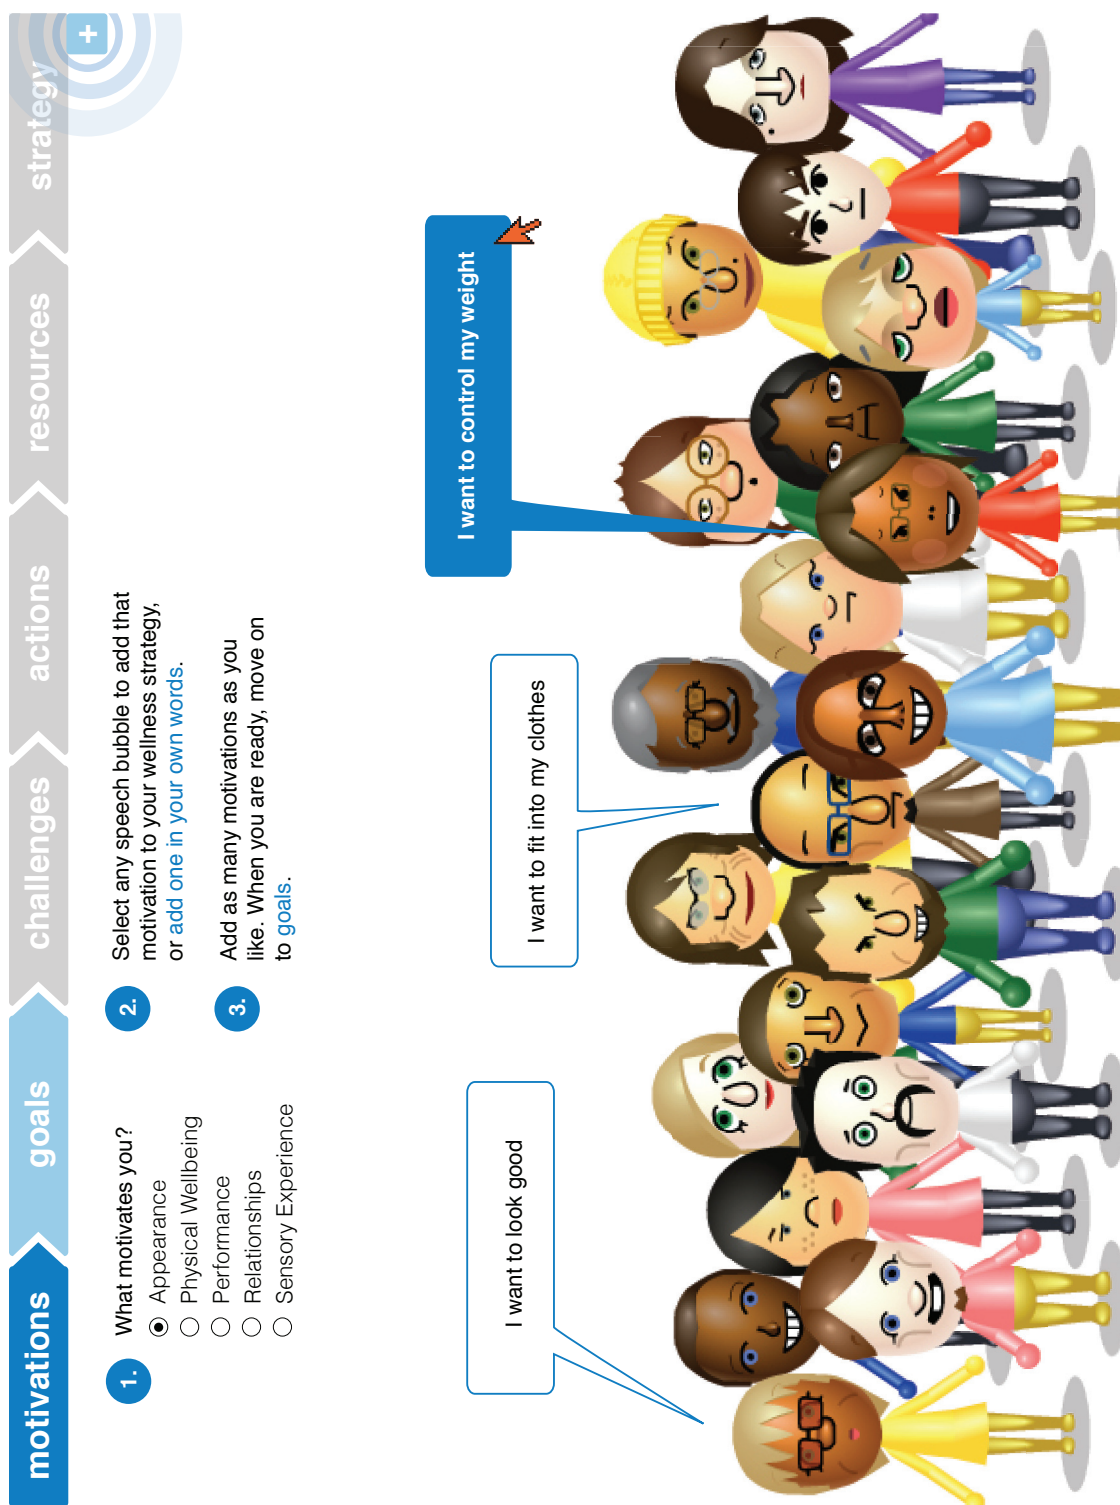 motivations
goals
challenges
actions
resources
strategy
+
1.
What motivates you?
Appearance
Physical Wellbeing
Performance
Relationships
Sensory Experience
2.
Select any speech bubble to add that
motivation to your wellness strategy,
or add one in your own words.
3.
Add as many motivations as you
like. When you are ready, move on
to goals.
I want to look good
I want to fit into my clothes
I want to control my weight